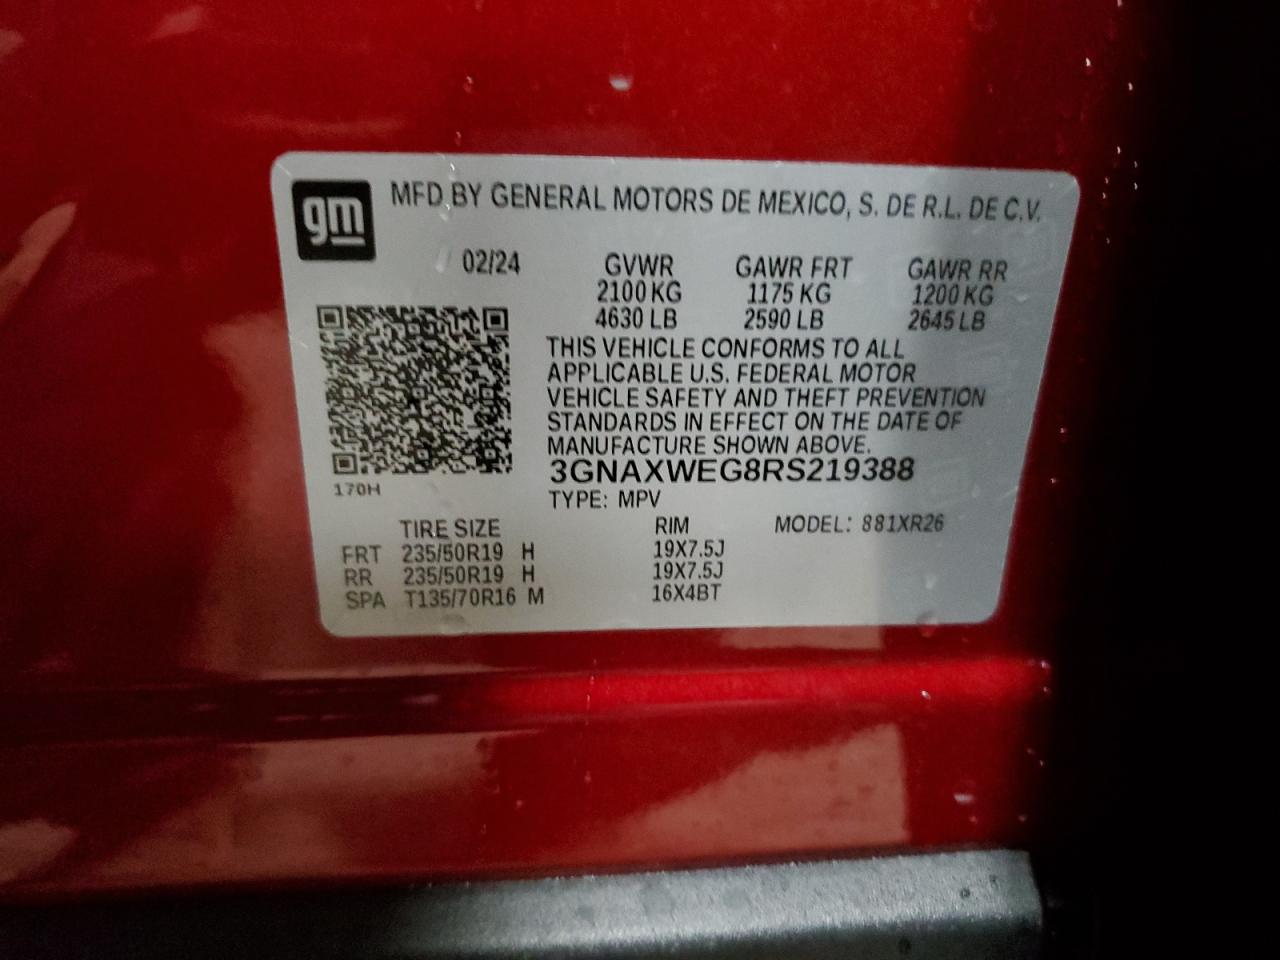 gm
MFD BY GENERAL MOTORS DE MEXICO, S. DE R.L. DE C.V.
02/24 GVWR GAWR FRT GAWR RR
2100 KG 1175 KG 1200 KG
4630 LB 2590 LB 2645 LB
THIS VEHICLE CONFORMS TO ALL
APPLICABLE U.S. FEDERAL MOTOR
VEHICLE SAFETY AND THEFT PREVENTION
STANDARDS IN EFFECT ON THE DATE OF
MANUFACTURE SHOWN ABOVE.
3GNAXWEG8RS219388
170H
TYPE: MPV
TIRE SIZE RIM MODEL: 881XR26
FRT 235/50R19 H 19X7.5J
RR 235/50R19 H 19X7.5J
SPA T135/70R16 M 16X4BT